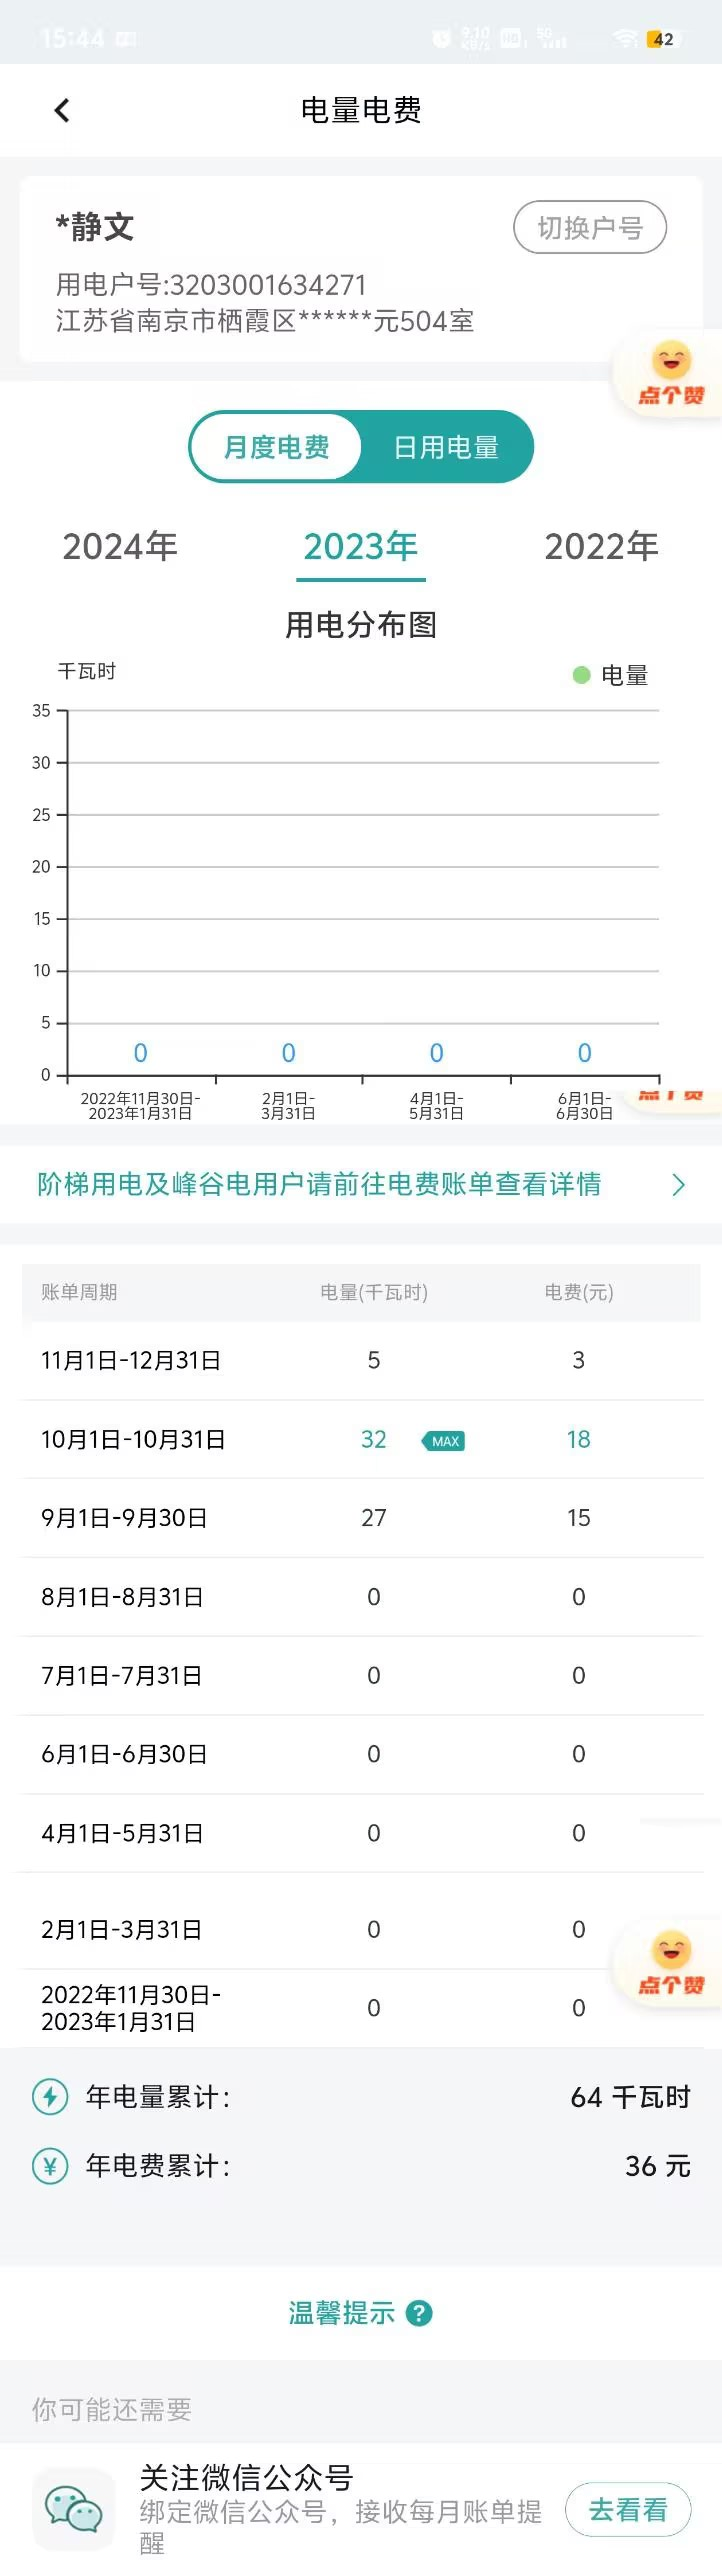 15:44
9.10
KB/s
HD
5G
42
电量电费
*静文
切换户号
用电户号:3203001634271
江苏省南京市栖霞区******元504室
点个赞
月度电费
日用电量
2024年
2023年
2022年
用电分布图
千瓦时
电量
35
30
25
20
15
10
5
0
0
0
0
0
2022年11月30日-
2023年1月31日
2月1日-
3月31日
4月1日-
5月31日
6月1日-
6月30日
阶梯用电及峰谷电用户请前往电费账单查看详情
账单周期 电量(千瓦时) 电费(元)
11月1日-12月31日 5 3
10月1日-10月31日 32 MAX 18
9月1日-9月30日 27 15
8月1日-8月31日 0 0
7月1日-7月31日 0 0
6月1日-6月30日 0 0
4月1日-5月31日 0 0
2月1日-3月31日 0 0
2022年11月30日-
2023年1月31日 0 0
点个赞
年电量累计: 64 千瓦时
¥ 年电费累计: 36 元
温馨提示 ?
你可能还需要
关注微信公众号
绑定微信公众号，接收每月账单提
醒
去看看